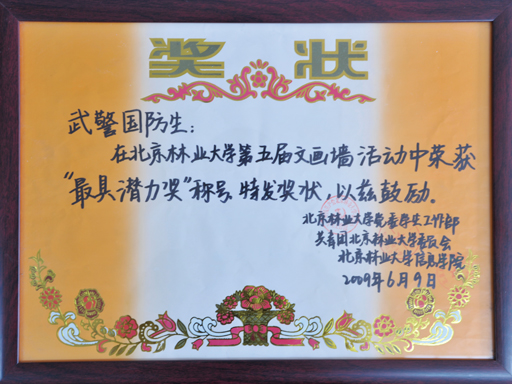 奖状
武警国防生：
在北京林业大学第五届文画墙活动中荣获
“最具潜力奖”称号，特发奖状，以兹鼓励。
北京林业大学党委学生工作部
共青团北京林业大学委员会
北京林业大学信息学院
2009年6月9日